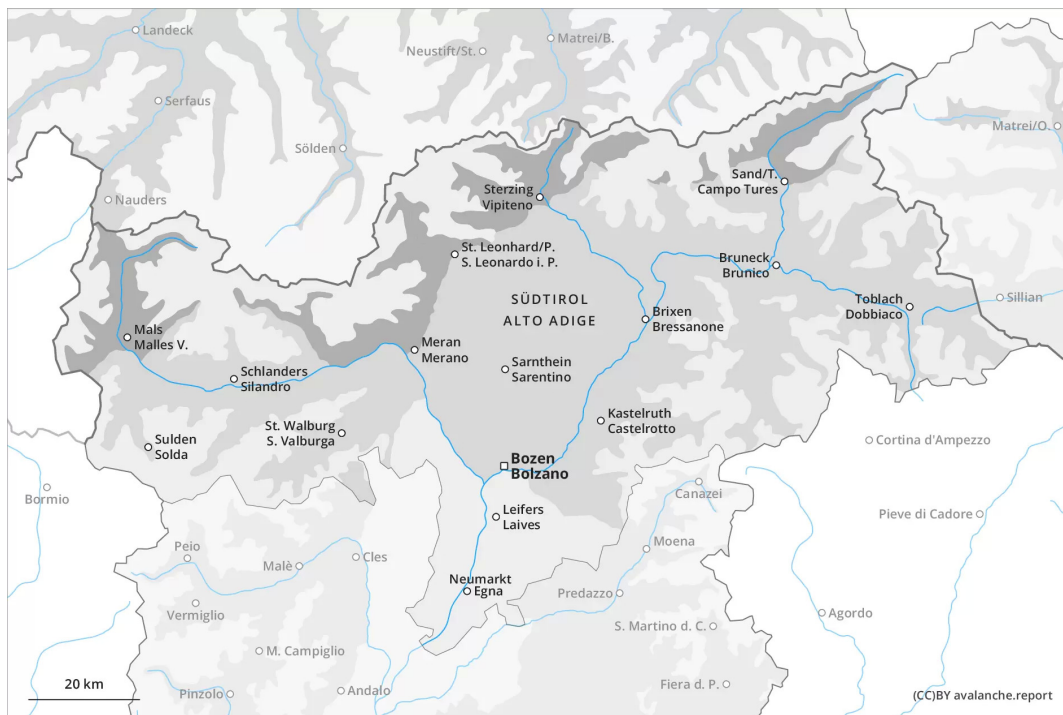 Landeck
Neustift/St.
Matrei/B.
Serfaus
Matrei/O.
Sölden
Sand/T.
Campo Tures
Sterzing
Vipiteno
Nauders
St. Leonhard/P.
S. Leonardo i. P.
Bruneck
Brunico
SÜDTIROL
ALTO ADIGE
Toblach
Dobbiaco
Sillian
Brixen
Bressanone
Mals
Malles V.
Meran
Merano
Sarnthein
Sarentino
Schlanders
Silandro
Kastelruth
Castelrotto
St. Walburg
S. Valburga
Sulden
Solda
Cortina d'Ampezzo
Bozen
Bolzano
Bormio
Canazei
Leifers
Laives
Pieve di Cadore
Moena
Peio
Malè
Cles
Neumarkt
Egna
Predazzo
Vermiglio
Agordo
S. Martino d. C.
M. Campiglio
20 km
Pinzolo
Andalo
Fiera d. P.
(CC)BY avalanche.report